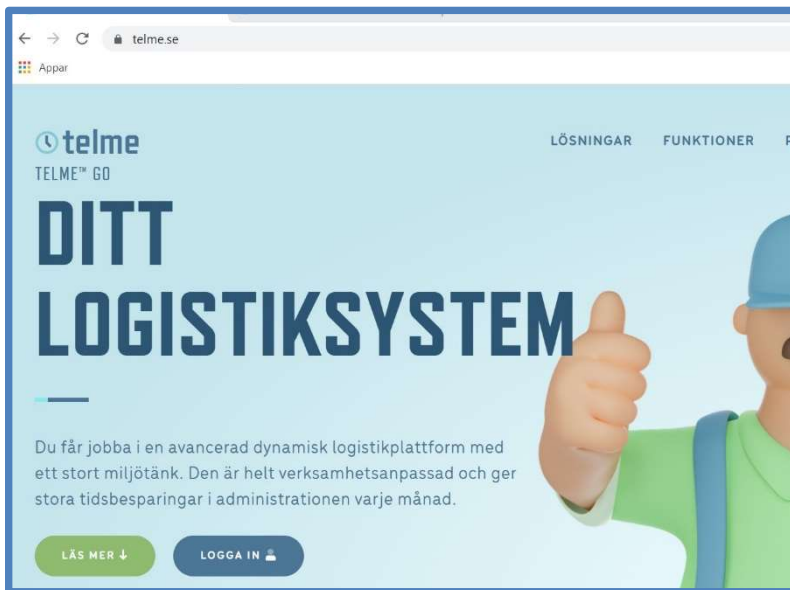 telme.se
Appar
telme
LÖSNINGAR FUNKTIONER
TELME™ GO
DITT
LOGISTIKSYSTEM
Du får jobba i en avancerad dynamisk logistikplattform med
ett stort miljötänk. Den är helt verksamhetsanpassad och ger
stora tidsbesparingar i administrationen varje månad.
LÄS MER ↓ LOGGA IN